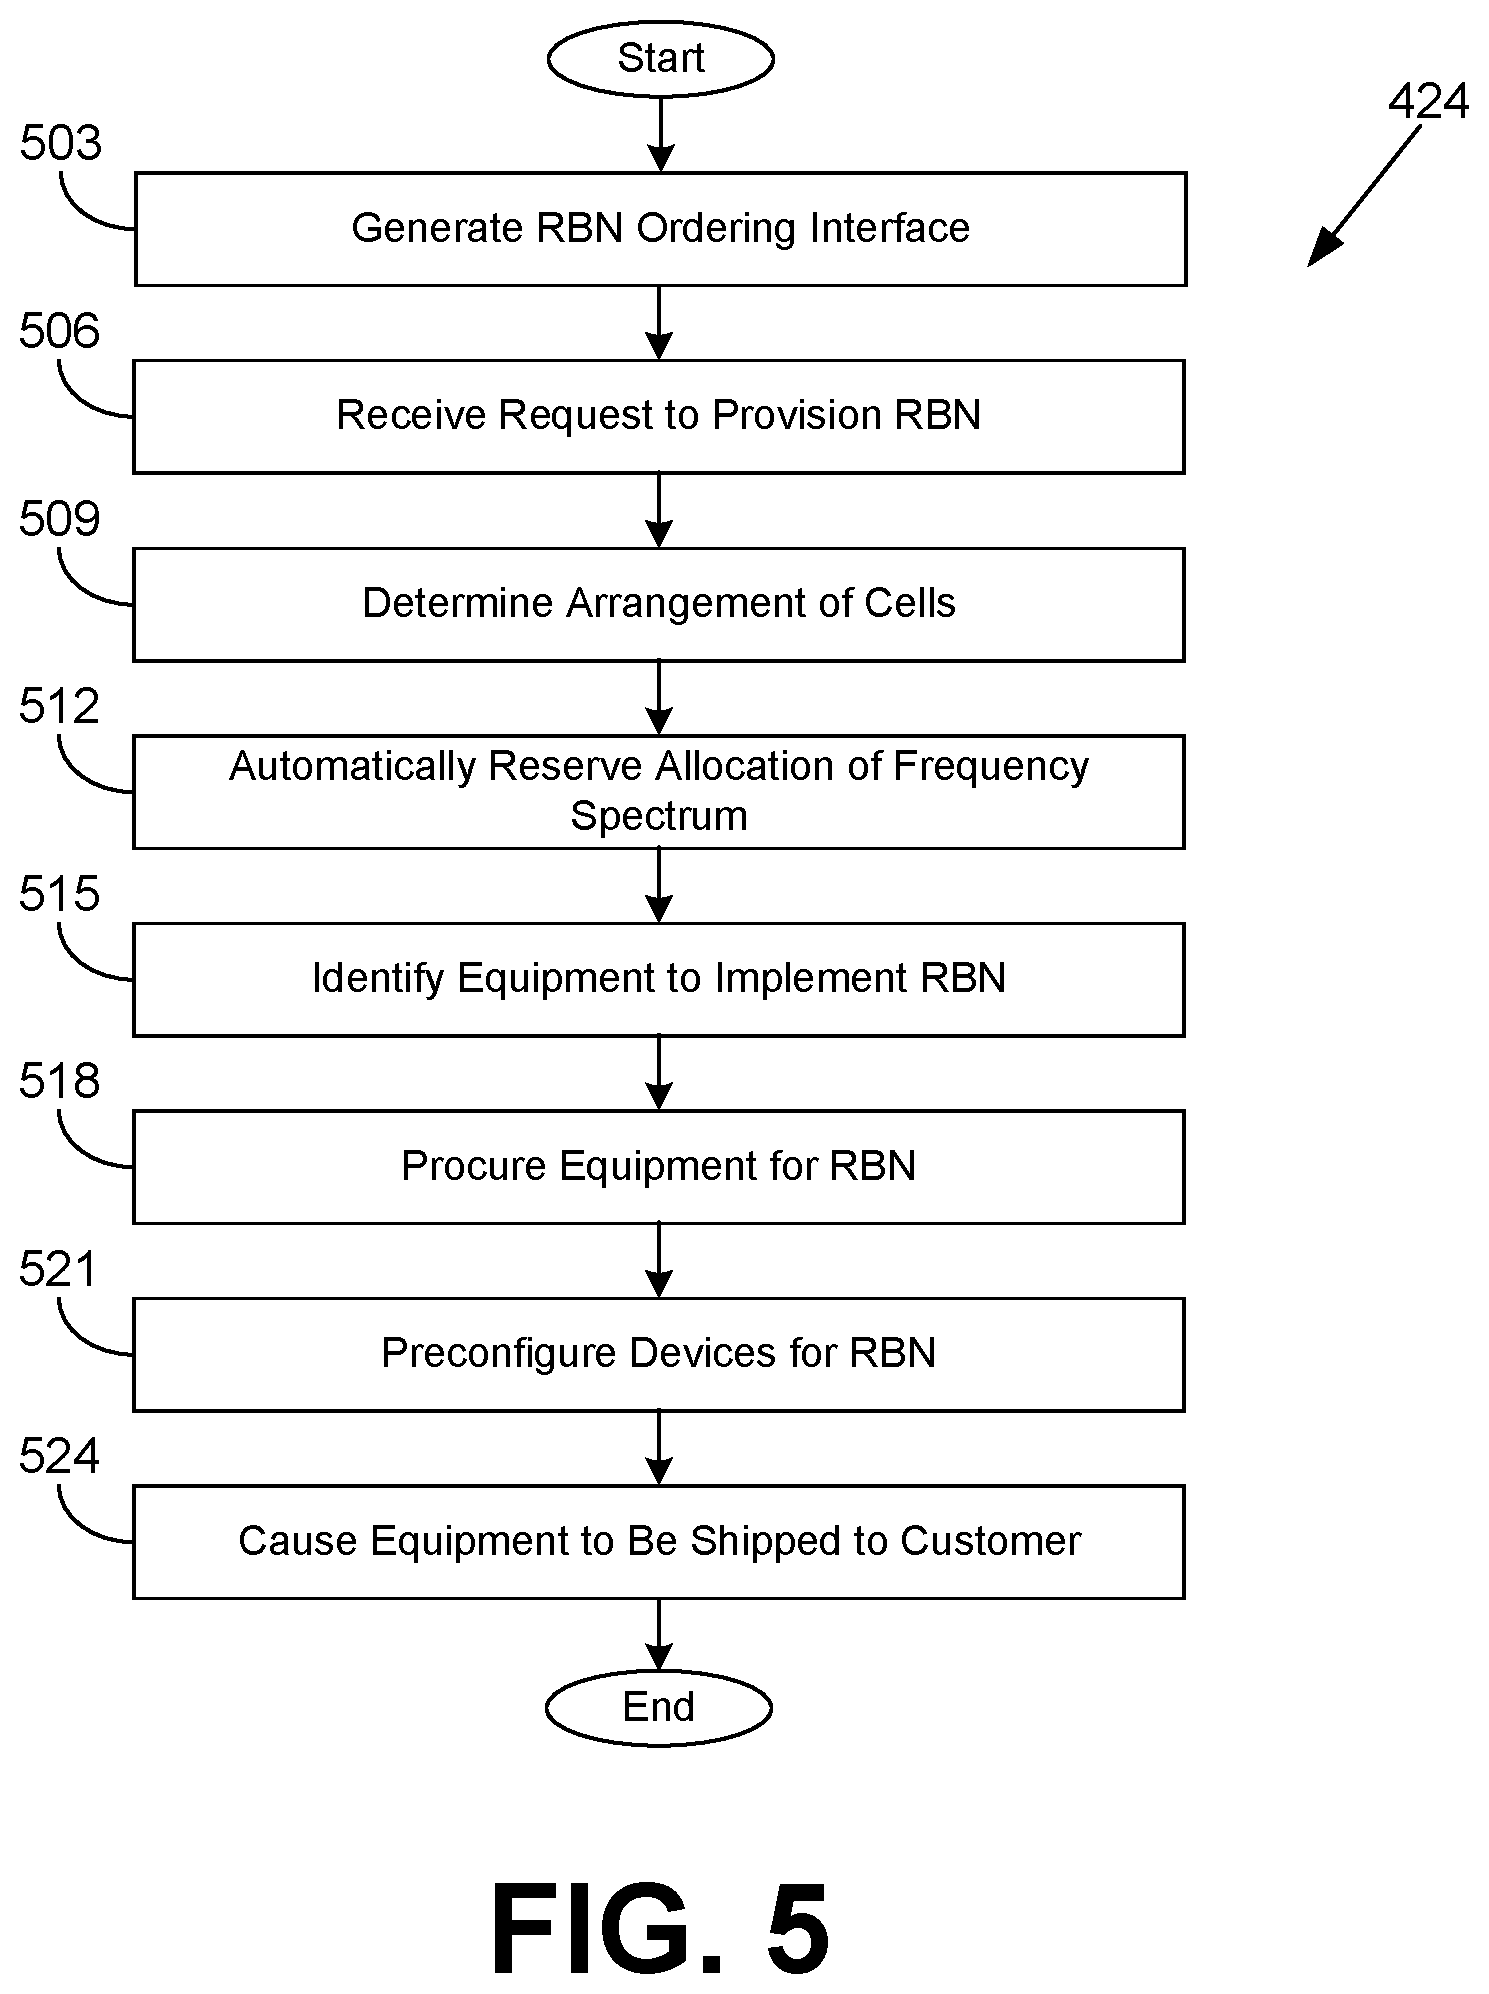 Start
424
503
Generate RBN Ordering Interface
506
Receive Request to Provision RBN
509
Determine Arrangement of Cells
512
Automatically Reserve Allocation of Frequency
Spectrum
515
Identify Equipment to Implement RBN
518
Procure Equipment for RBN
521
Preconfigure Devices for RBN
524
Cause Equipment to Be Shipped to Customer
End
FIG. 5